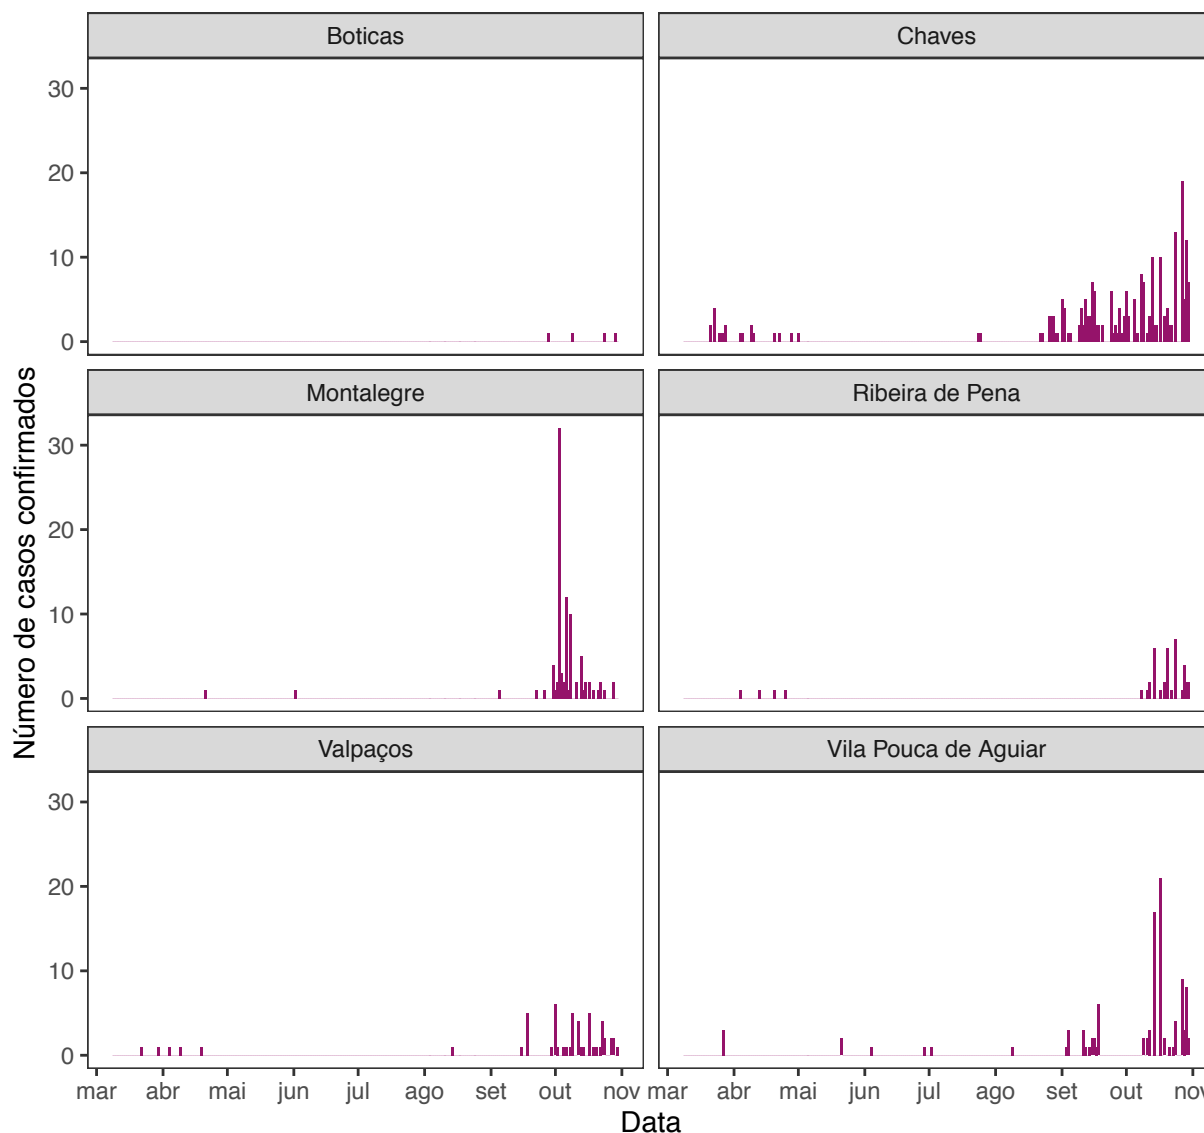 Boticas
Chaves
30
20
10
0
Montalegre
Ribeira de Pena
30
20
10
0
Valpaços
Vila Pouca de Aguiar
30
20
10
0
mar abr mai jun jul ago set out nov
mar abr mai jun jul ago set out nov
Data
Número de casos confirmados